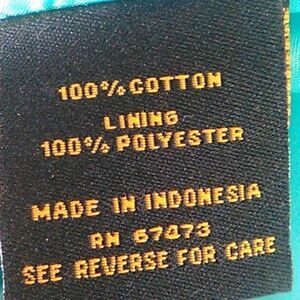 100% COTTON
LINING
100% POLYESTER
MADE IN INDONESIA
RN 67473
SEE REVERSE FOR CARE